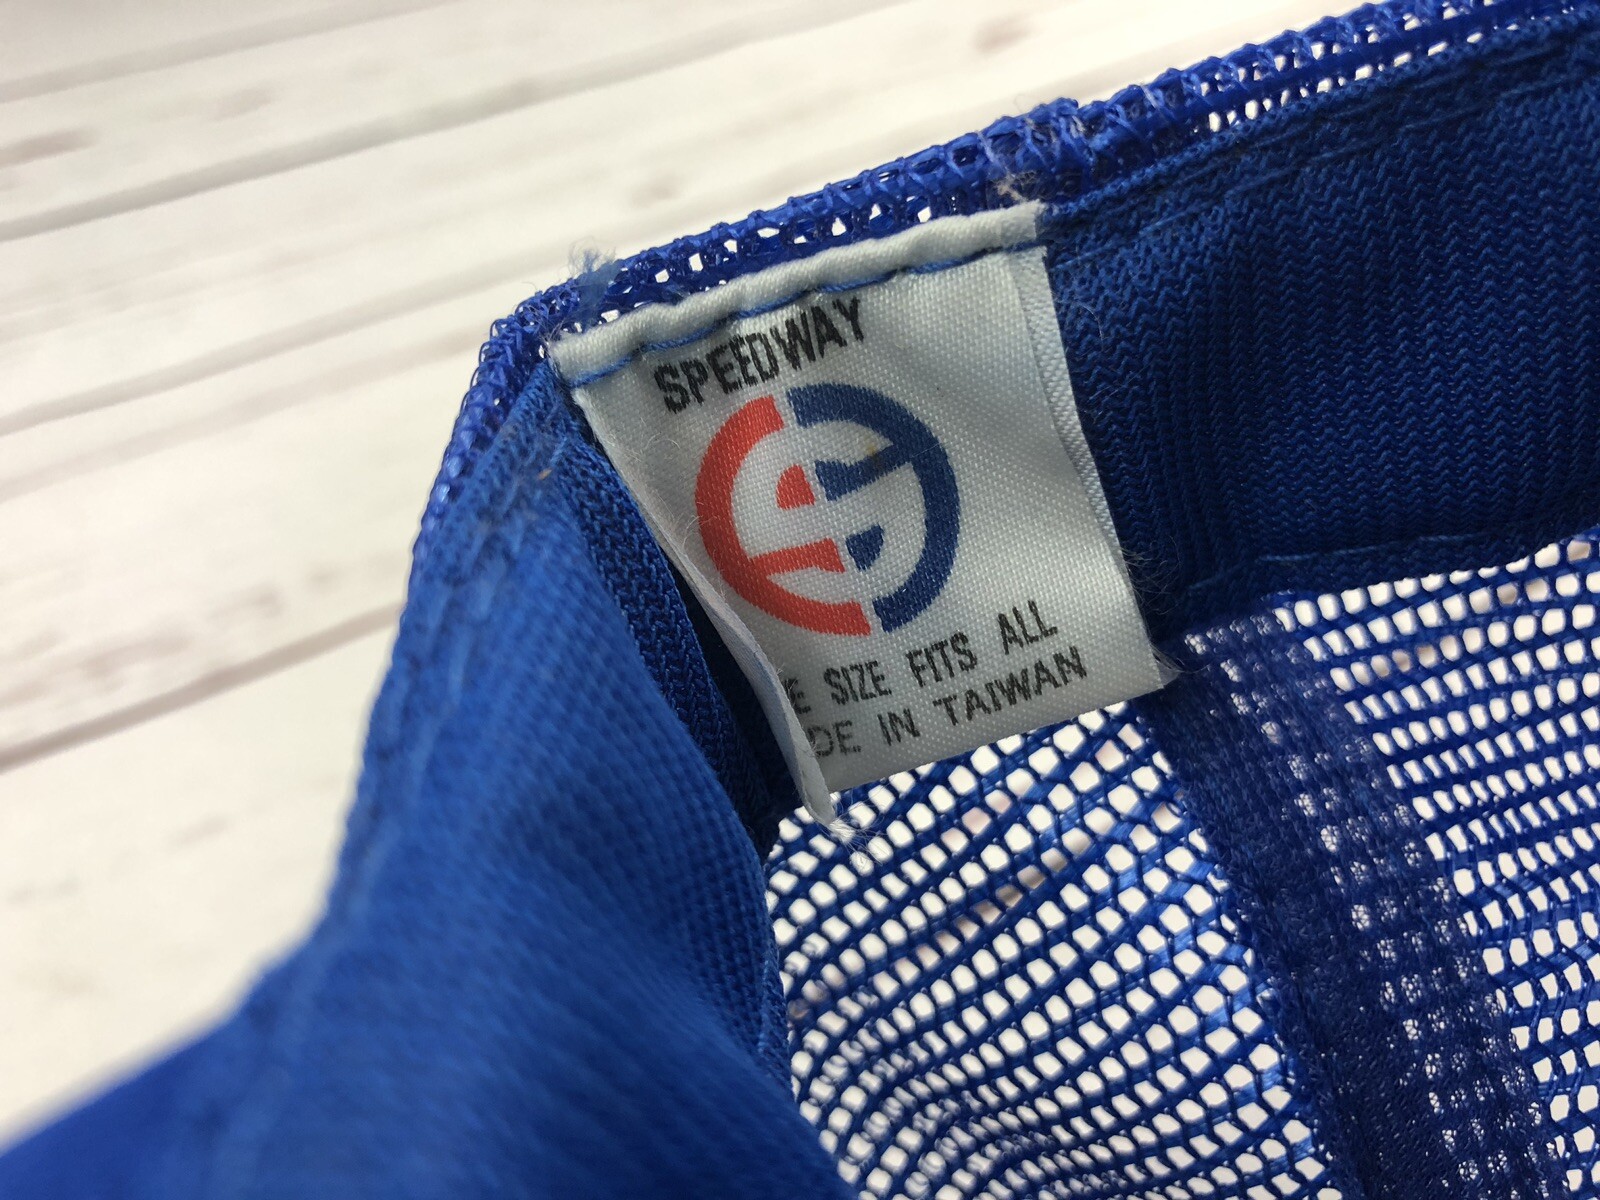 SPEEDWAY
S
E SIZE FITS ALL
DE IN TAIWAN